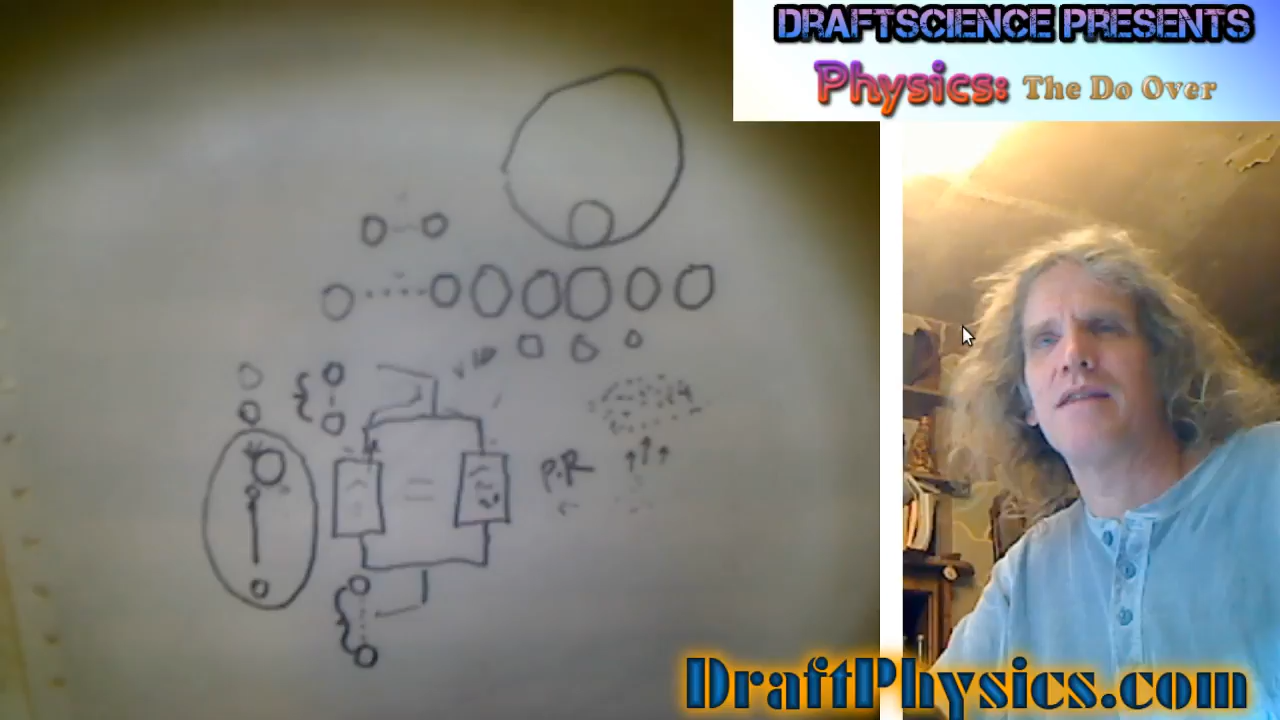 DRAFTSCIENCE PRESENTS
Physics: The Do Over
P.R
DraftPhysics.com